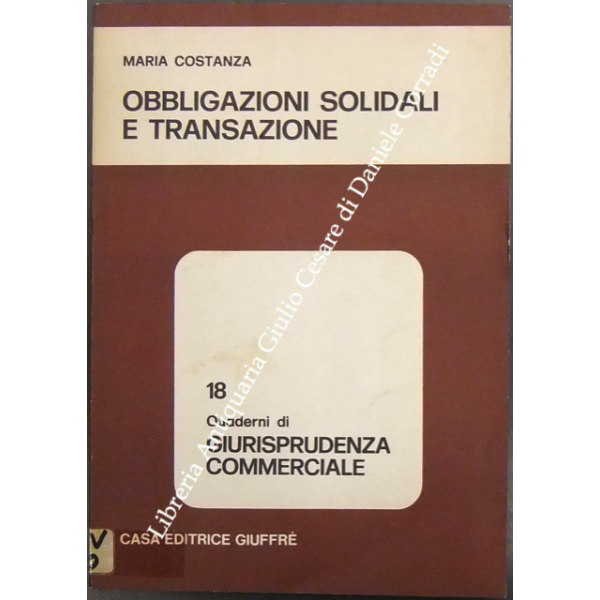 MARIA COSTANZA
OBBLIGAZIONI SOLIDALI
E TRANSAZIONE
18
Quaderni di
GIURISPRUDENZA
COMMERCIALE
CASA EDITRICE GIUFFRÈ
V
Libreria Antiquaria Giulio Cesare di Daniele Corradi